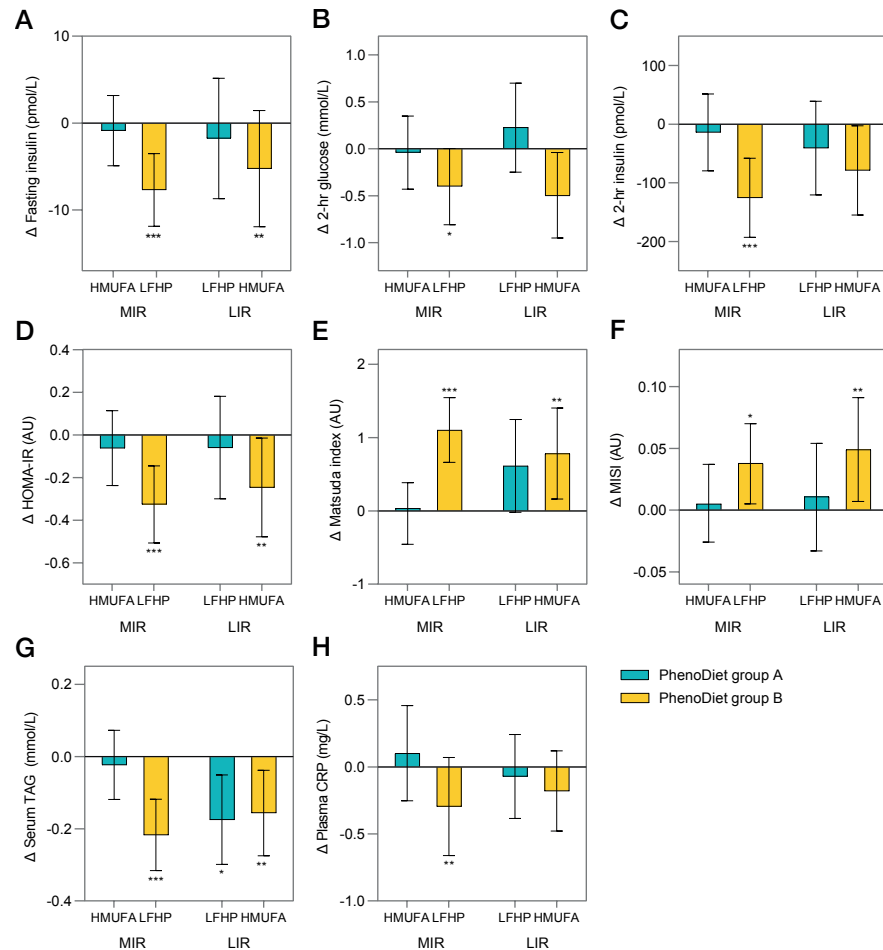 A
Δ Fasting insulin (pmol/L)
10
0
-10
***
**
HMUFA LFHP LFHP HMUFA
MIR LIR
B
Δ 2-hr glucose (mmol/L)
1.0
0.5
0.0
-0.5
-1.0
*
HMUFA LFHP LFHP HMUFA
MIR LIR
C
Δ 2-hr insulin (pmol/L)
100
0
-100
-200
***
HMUFA LFHP LFHP HMUFA
MIR LIR
D
Δ HOMA-IR (AU)
0.4
0.2
0.0
-0.2
-0.4
-0.6
***
**
HMUFA LFHP LFHP HMUFA
MIR LIR
E
Δ Matsuda index (AU)
2
1
0
-1
***
**
HMUFA LFHP LFHP HMUFA
MIR LIR
F
Δ MISI (AU)
0.10
0.05
0.00
-0.05
*
**
HMUFA LFHP LFHP HMUFA
MIR LIR
G
Δ Serum TAG (mmol/L)
0.2
0.0
-0.2
-0.4
***
*
**
HMUFA LFHP LFHP HMUFA
MIR LIR
H
Δ Plasma CRP (mg/L)
0.5
0.0
-0.5
-1.0
**
HMUFA LFHP LFHP HMUFA
MIR LIR
PhenoDiet group A
PhenoDiet group B